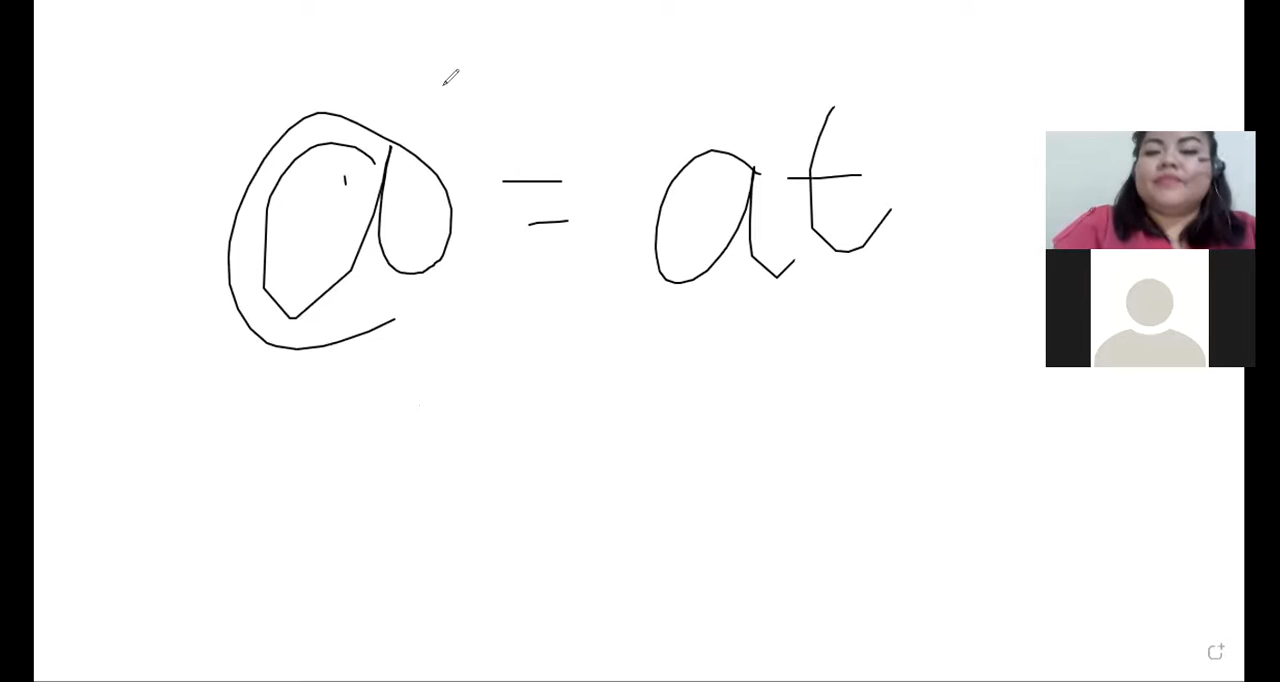 @ = at